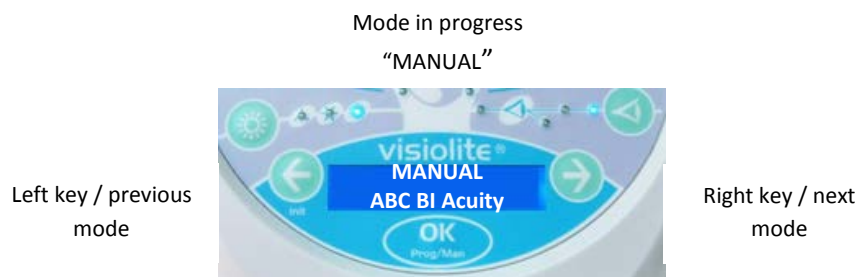 Mode in progress
“MANUAL”
visiolite®
MANUAL
Left key / previous
mode
ABC BI Acuity
Right key / next
mode
Init
OK
Prog/Man